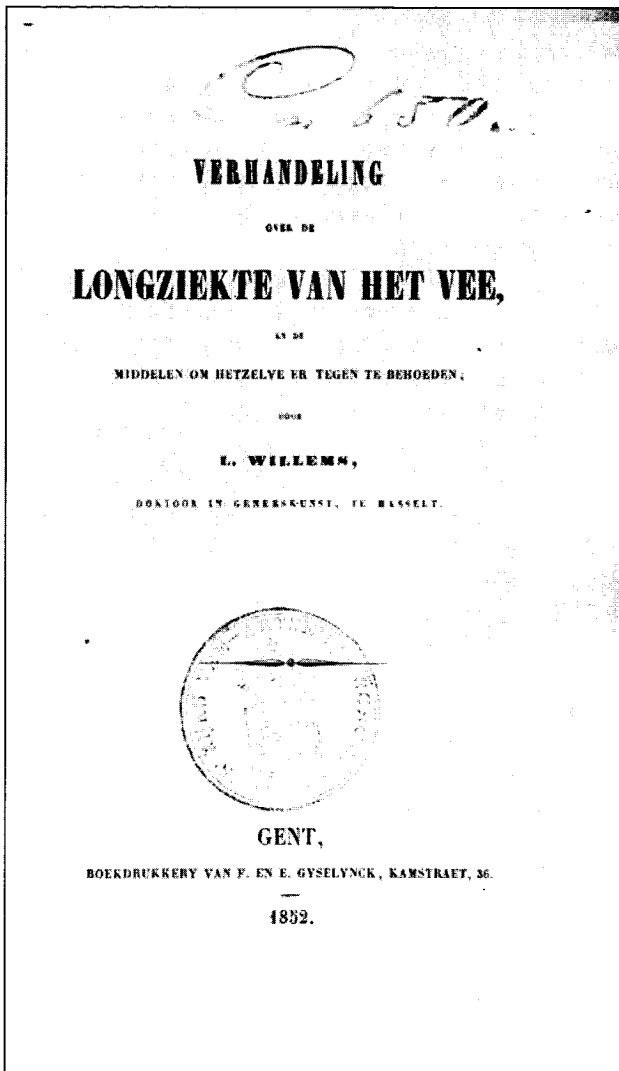 650.
VERHANDELING
OVER DE
LONGZIEKTE VAN HET VEE,
EN DE
MIDDELEN OM HETZELVE ER TEGEN TE BEHOEDEN,
DOOR
L. WILLEMS,
DOKTOOR IN GENEESKUNST, TE HASSELT.
GENT,
BOEKDRUKKERY VAN F. EN E. GYSELYNCK, KAMSTRAET, 36.
1852.